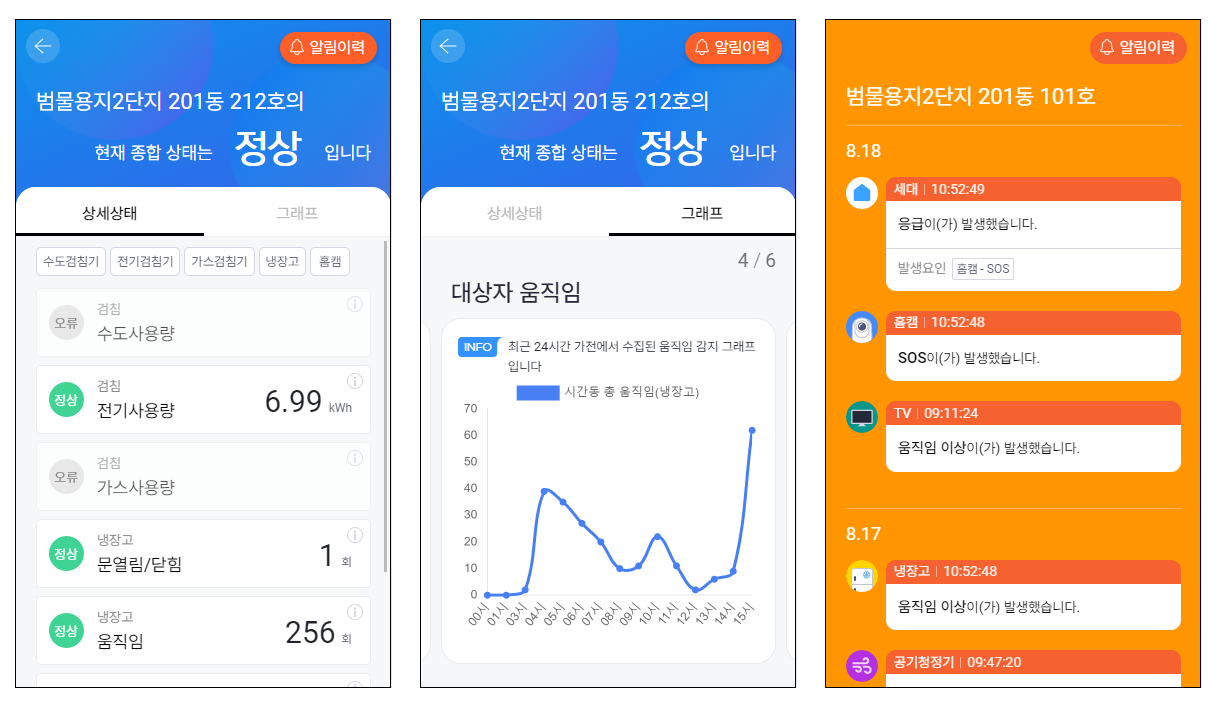 알림이력
범물용지2단지 201동 212호의
현재 종합 상태는 정상 입니다
상세상태 그래프
수도검침기 전기검침기 가스검침기 냉장고 홈캠
오류 검침
수도사용량
정상 검침
전기사용량 6.99 kWh
오류 검침
가스사용량
정상 냉장고
문열림/닫힘 1 회
정상 냉장고
움직임 256 회
알림이력
범물용지2단지 201동 212호의
현재 종합 상태는 정상 입니다
상세상태 그래프
4 / 6
대상자 움직임
INFO 최근 24시간 가전에서 수집된 움직임 감지 그래프
입니다
시간동 총 움직임(냉장고)
70
60
50
40
30
20
10
0
00시 01시 03시 04시 05시 06시 07시 08시 09시 10시 11시 12시 13시 14시 15시
알림이력
범물용지2단지 201동 101호
8.18
세대 | 10:52:49
응급이(가) 발생했습니다.
발생요인 홈캠 - SOS
홈캠 | 10:52:48
SOS이(가) 발생했습니다.
TV | 09:11:24
움직임 이상이(가) 발생했습니다.
8.17
냉장고 | 10:52:48
움직임 이상이(가) 발생했습니다.
공기청정기 | 09:47:20